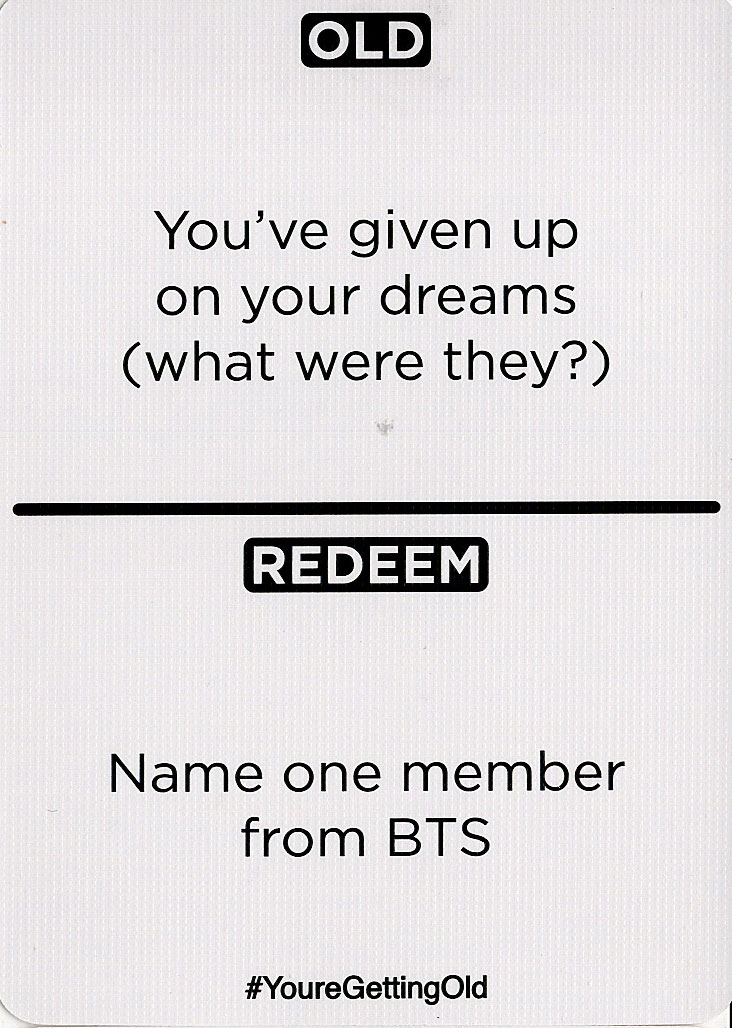 OLD
You’ve given up
on your dreams
(what were they?)
REDEEM
Name one member
from BTS
#YoureGettingOld